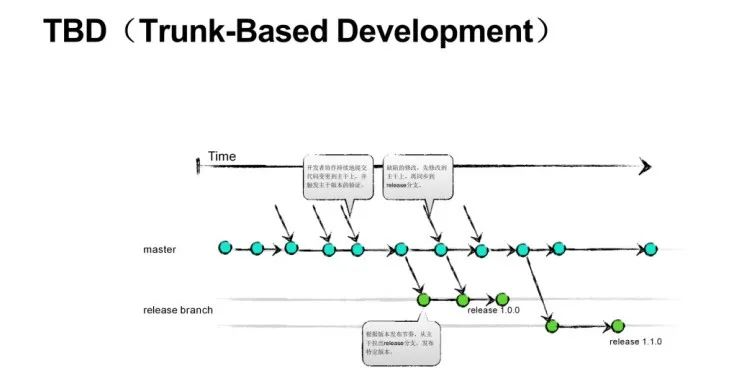 TBD（Trunk-Based Development）
Time
开发者协作持续地提交
代码变更到主干上，并
触发主干版本的验证。
缺陷的修改，先修改到
主干上，再同步到
release分支。
master
release branch
release 1.0.0
根据版本发布节奏，从主
干拉出release分支，发布
特定版本。
release 1.1.0